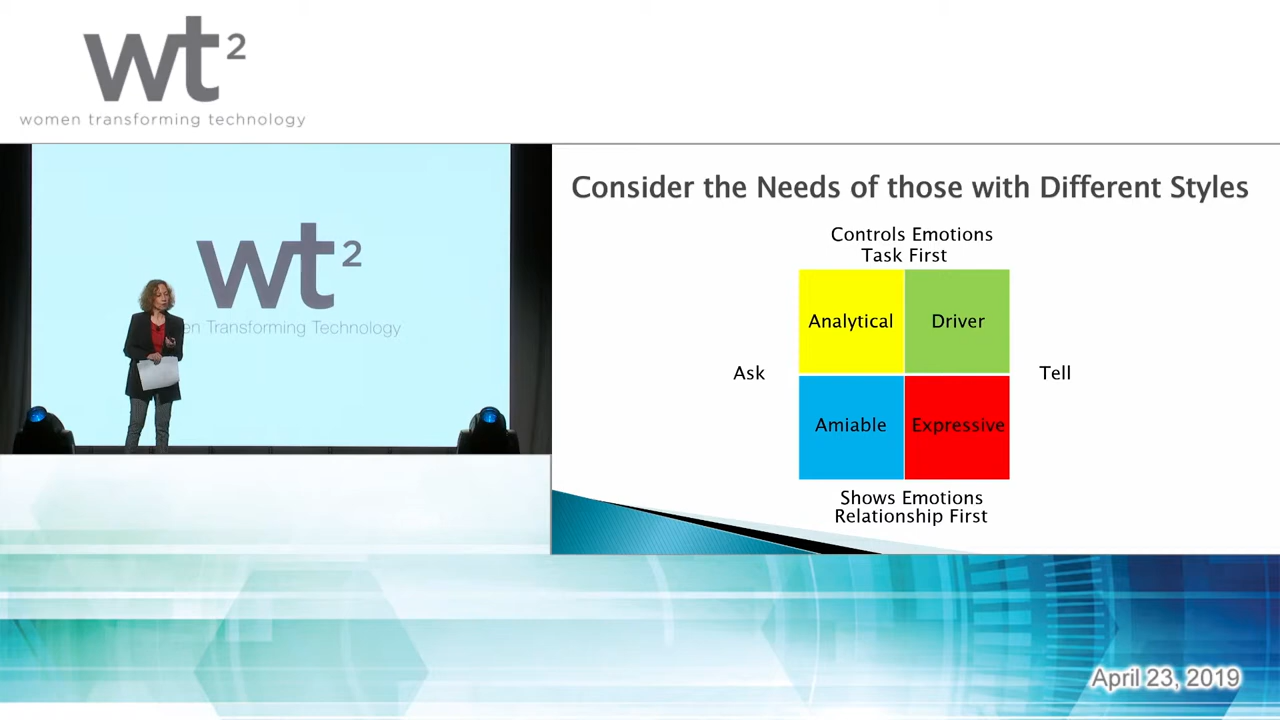 wt2
women transforming technology
wt2
en Transforming Technology
Consider the Needs of those with Different Styles
Controls Emotions
Task First
Analytical
Driver
Ask
Tell
Amiable
Expressive
Shows Emotions
Relationship First
April 23, 2019